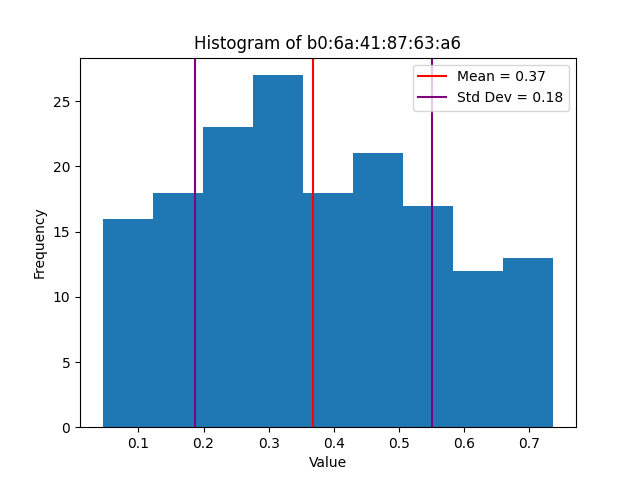 Histogram of b0:6a:41:87:63:a6
Mean = 0.37
Std Dev = 0.18
Frequency
25
20
15
10
5
0
0.1 0.2 0.3 0.4 0.5 0.6 0.7
Value